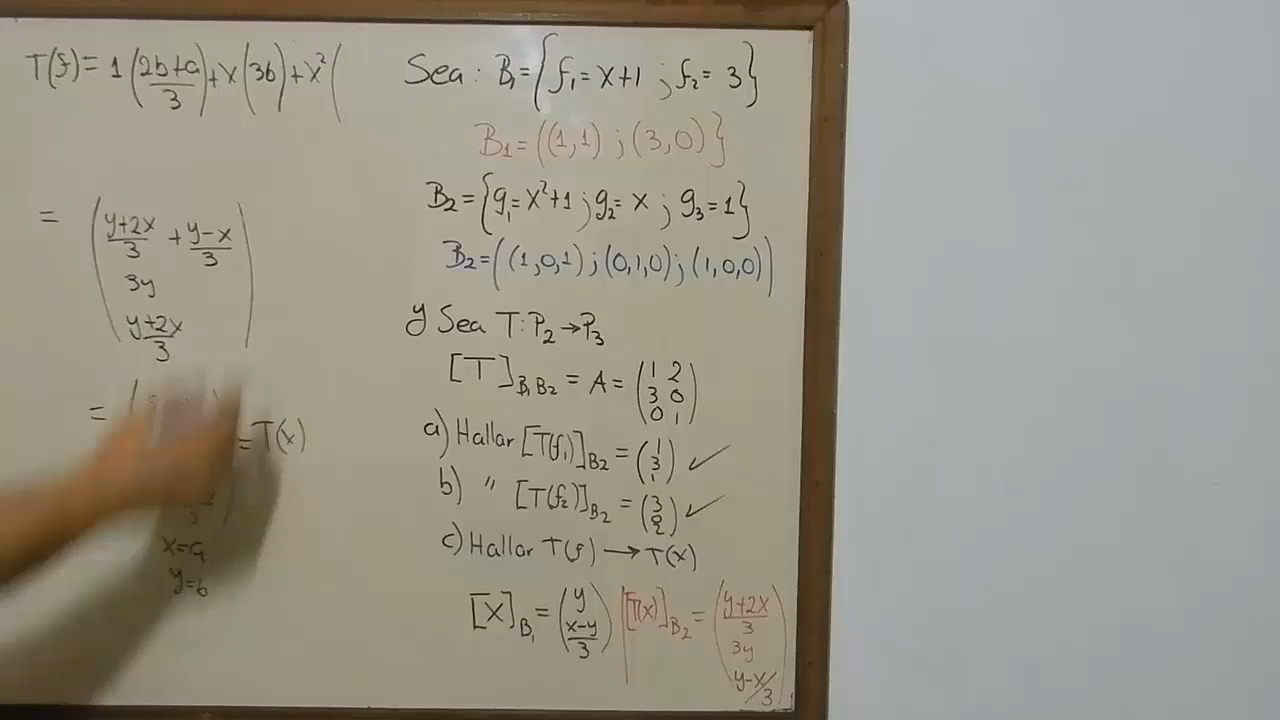 T(f) = 1 (2b+a/3) + x (3b) + x² (
= (y+2x/3 + y-x/3
3y
y+2x/3)
= (
= T(x)
x=a
y=b
Sea: B₁ = {f₁ = x+1 ; f₂ = 3}
B₁ = ((1,1) ; (3,0)}
B₂ = {g₁ = x²+1 ; g₂ = x ; g₃ = 1}
B₂ = ((1,0,1) ; (0,1,0) ; (1,0,0))
y Sea T: P₂ → P₃
[T]B₁B₂ = A = (1 2
3 0
0 1)
a) Hallar [T(f₁)]B₂ = (1
3
1) ✓
b) " [T(f₂)]B₂ = (3
0
2) ✓
c) Hallar T(f) → T(x)
[X]B₁ = (y
x-y/3)
[T(x)]B₂ = (y+2x/3
3y
y-x/3)